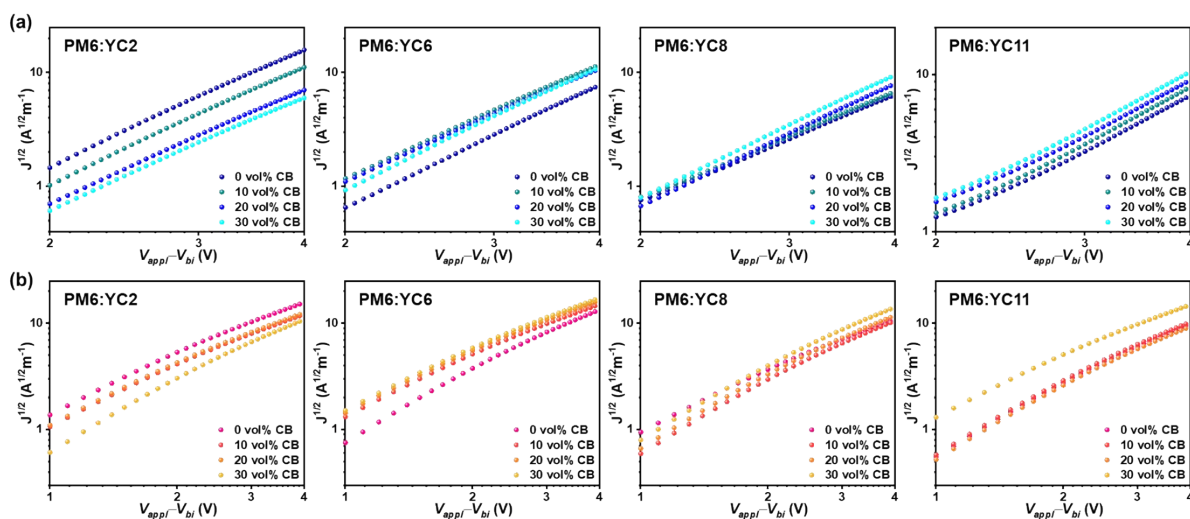 (a)
PM6:YC2
J1/2 (A1/2m-1)
10
1
0 vol% CB
10 vol% CB
20 vol% CB
30 vol% CB
2 3 4
Vappl–Vbi (V)
PM6:YC6
J1/2 (A1/2m-1)
10
1
0 vol% CB
10 vol% CB
20 vol% CB
30 vol% CB
2 3 4
Vappl–Vbi (V)
PM6:YC8
J1/2 (A1/2m-1)
10
1
0 vol% CB
10 vol% CB
20 vol% CB
30 vol% CB
2 3 4
Vappl–Vbi (V)
PM6:YC11
J1/2 (A1/2m-1)
10
1
0 vol% CB
10 vol% CB
20 vol% CB
30 vol% CB
2 3 4
Vappl–Vbi (V)
(b)
PM6:YC2
J1/2 (A1/2m-1)
10
1
0 vol% CB
10 vol% CB
20 vol% CB
30 vol% CB
1 2 3 4
Vappl–Vbi (V)
PM6:YC6
J1/2 (A1/2m-1)
10
1
0 vol% CB
10 vol% CB
20 vol% CB
30 vol% CB
1 2 3 4
Vappl–Vbi (V)
PM6:YC8
J1/2 (A1/2m-1)
10
1
0 vol% CB
10 vol% CB
20 vol% CB
30 vol% CB
1 2 3 4
Vappl–Vbi (V)
PM6:YC11
J1/2 (A1/2m-1)
10
1
0 vol% CB
10 vol% CB
20 vol% CB
30 vol% CB
1 2 3 4
Vappl–Vbi (V)